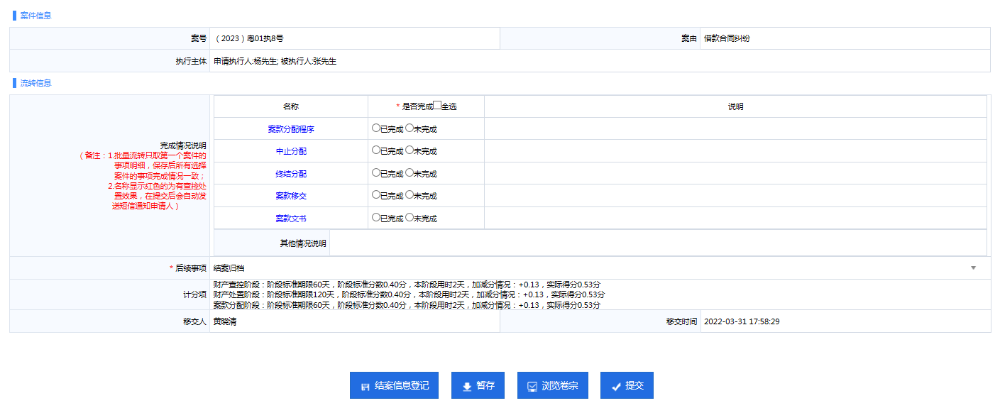 案件信息
案号 （2023）粤01执8号 案由 借款合同纠纷
执行主体 申请执行人:杨先生; 被执行人:张先生
流转信息
名称 * 是否完成 全选 说明
案款分配程序 已完成 未完成
中止分配 已完成 未完成
终结分配 已完成 未完成
案款移交 已完成 未完成
案款文书 已完成 未完成
完成情况说明
（备注：1.批量流转只取第一个案件的
事项明细，保存后所有选择
案件的事项完成情况一致；
2.名称显示红色的为有查控处
置效果，在提交后会自动发
送短信通知申请人）
其他情况说明
* 后续事项 结案归档
计分项
财产查控阶段：阶段标准期限60天，阶段标准分数0.40分，本阶段用时2天，加减分情况：+0.13，实际得分0.53分
财产处置阶段：阶段标准期限120天，阶段标准分数0.40分，本阶段用时2天，加减分情况：+0.13，实际得分0.53分
案款分配阶段：阶段标准期限60天，阶段标准分数0.40分，本阶段用时2天，加减分情况：+0.13，实际得分0.53分
移交人 黄晓清 移交时间 2022-03-31 17:58:29
结案信息登记 暂存 浏览卷宗 提交